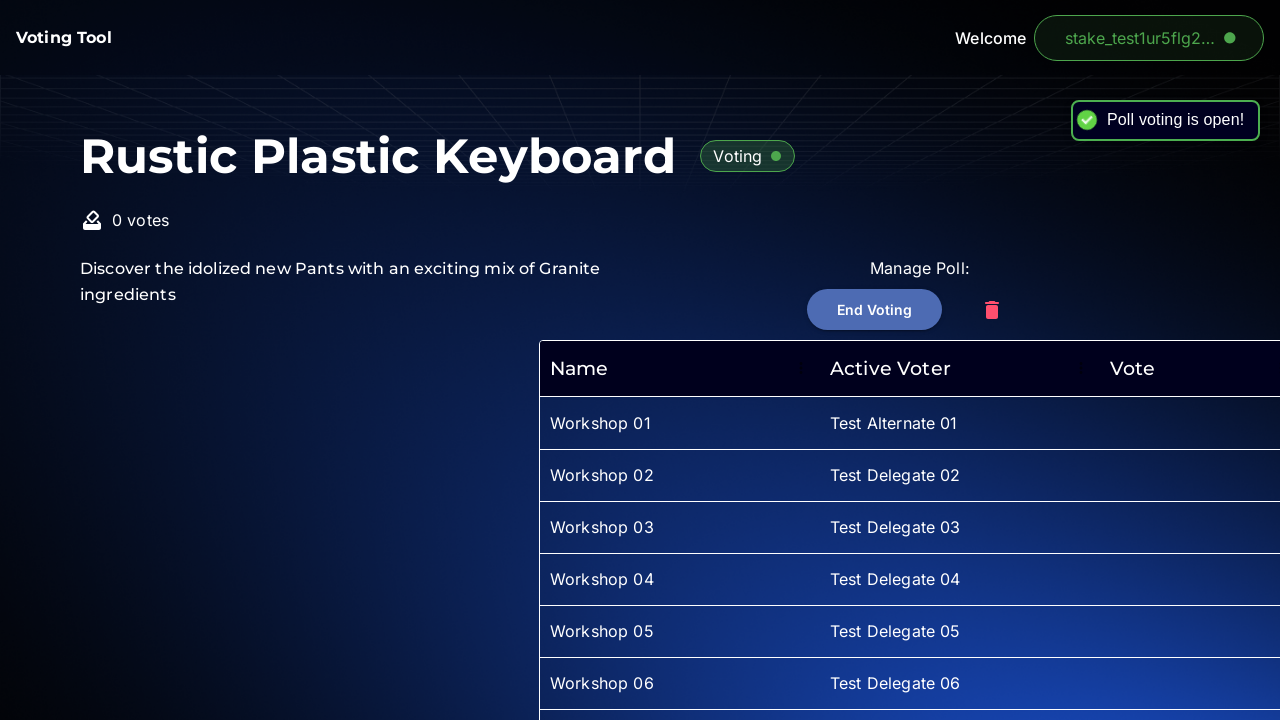 Voting Tool
Welcome
stake_test1ur5flg2...
Poll voting is open!
Rustic Plastic Keyboard
Voting
0 votes
Discover the idolized new Pants with an exciting mix of Granite
ingredients
Manage Poll:
End Voting
Name Active Voter Vote
Workshop 01 Test Alternate 01
Workshop 02 Test Delegate 02
Workshop 03 Test Delegate 03
Workshop 04 Test Delegate 04
Workshop 05 Test Delegate 05
Workshop 06 Test Delegate 06